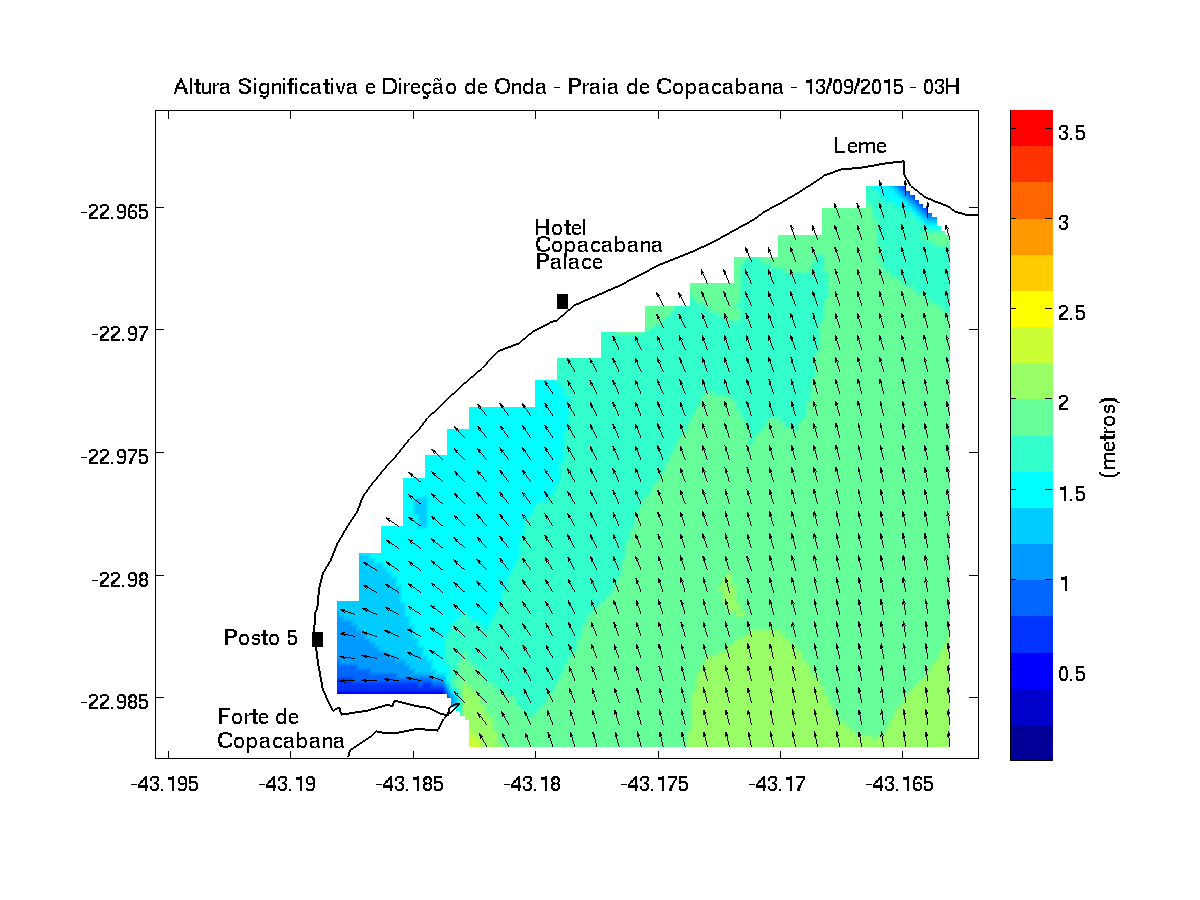 Altura Significativa e Direção de Onda - Praia de Copacabana - 13/09/2015 - 03H
Leme
Hotel
Copacabana
Palace
Posto 5
Forte de
Copacabana
-22.965
-22.97
-22.975
-22.98
-22.985
-43.195
-43.19
-43.185
-43.18
-43.175
-43.17
-43.165
3.5
3
2.5
2
1.5
1
0.5
(metros)